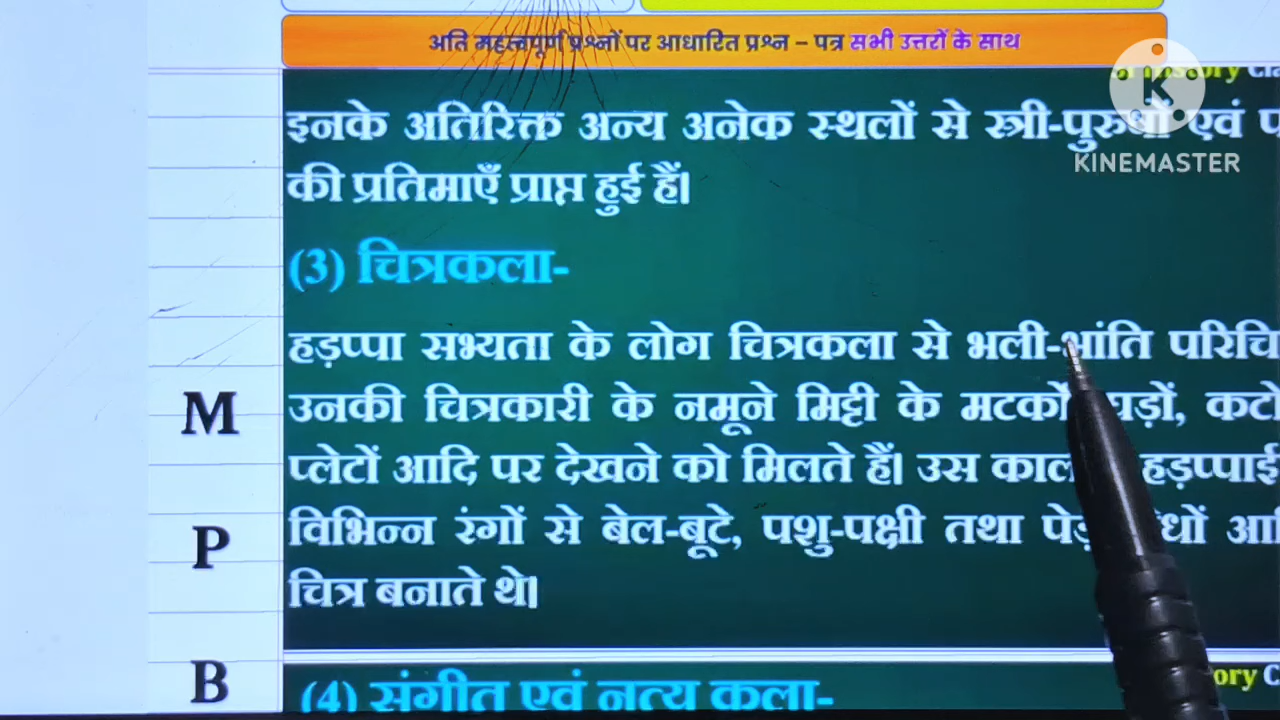 अति महत्त्वपूर्ण प्रश्नों पर आधारित प्रश्न – पत्र सभी उत्तरों के साथ
History
KINEMASTER
इनके अतिरिक्त अन्य अनेक स्थलों से स्त्री-पुरुषों एवं
की प्रतिमाएँ प्राप्त हुई हैं।
(3) चित्रकला-
हड़प्पा सभ्यता के लोग चित्रकला से भली-भांति
M उनकी चित्रकारी के नमूने मिट्टी के मटकों
प्लेटों आदि पर देखने को मिलते हैं। उस काल
P विभिन्न रंगों से बेल-बूटे, पशु-पक्षी तथा
चित्र बनाते थे।
B (4) संगीत एवं नृत्य कला-